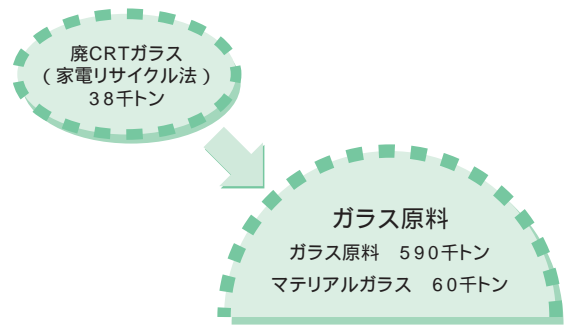 廃CRTガラス
（家電リサイクル法）
38千トン
ガラス原料
ガラス原料　590千トン
マテリアルガラス　60千トン